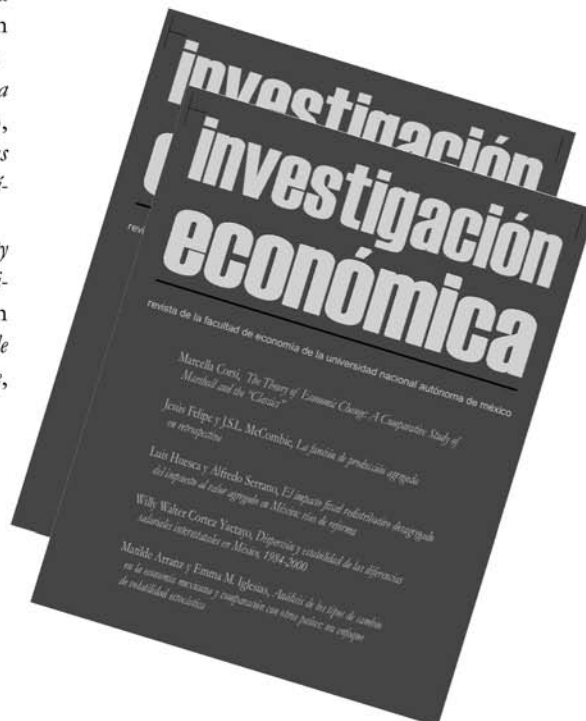 n
a
,
as
í-
y
i-
n
de
,
investigación
investigación
económica
revista de la facultad de economía de la universidad nacional autónoma de méxico
Marcella Corsi, The Theory of Economic Change: A Comparative Study of
Marshall and the "Classics"
Jesús Felipe y J.S.L. McCombie, La función de producción agregada
en retrospectiva
Luis Huesca y Alfredo Serrano, El impacto fiscal redistributivo desagregado
del impuesto al valor agregado en México: vías de reforma
Willy Walter Cortez Yactayo, Dispersión y estabilidad de las diferencias
salariales interestatales en México, 1984-2000
Matilde Arranz y Emma M. Iglesias, Análisis de los tipos de cambio
en la economía mexicana y comparación con otros países: un enfoque
de volatilidad estocástica